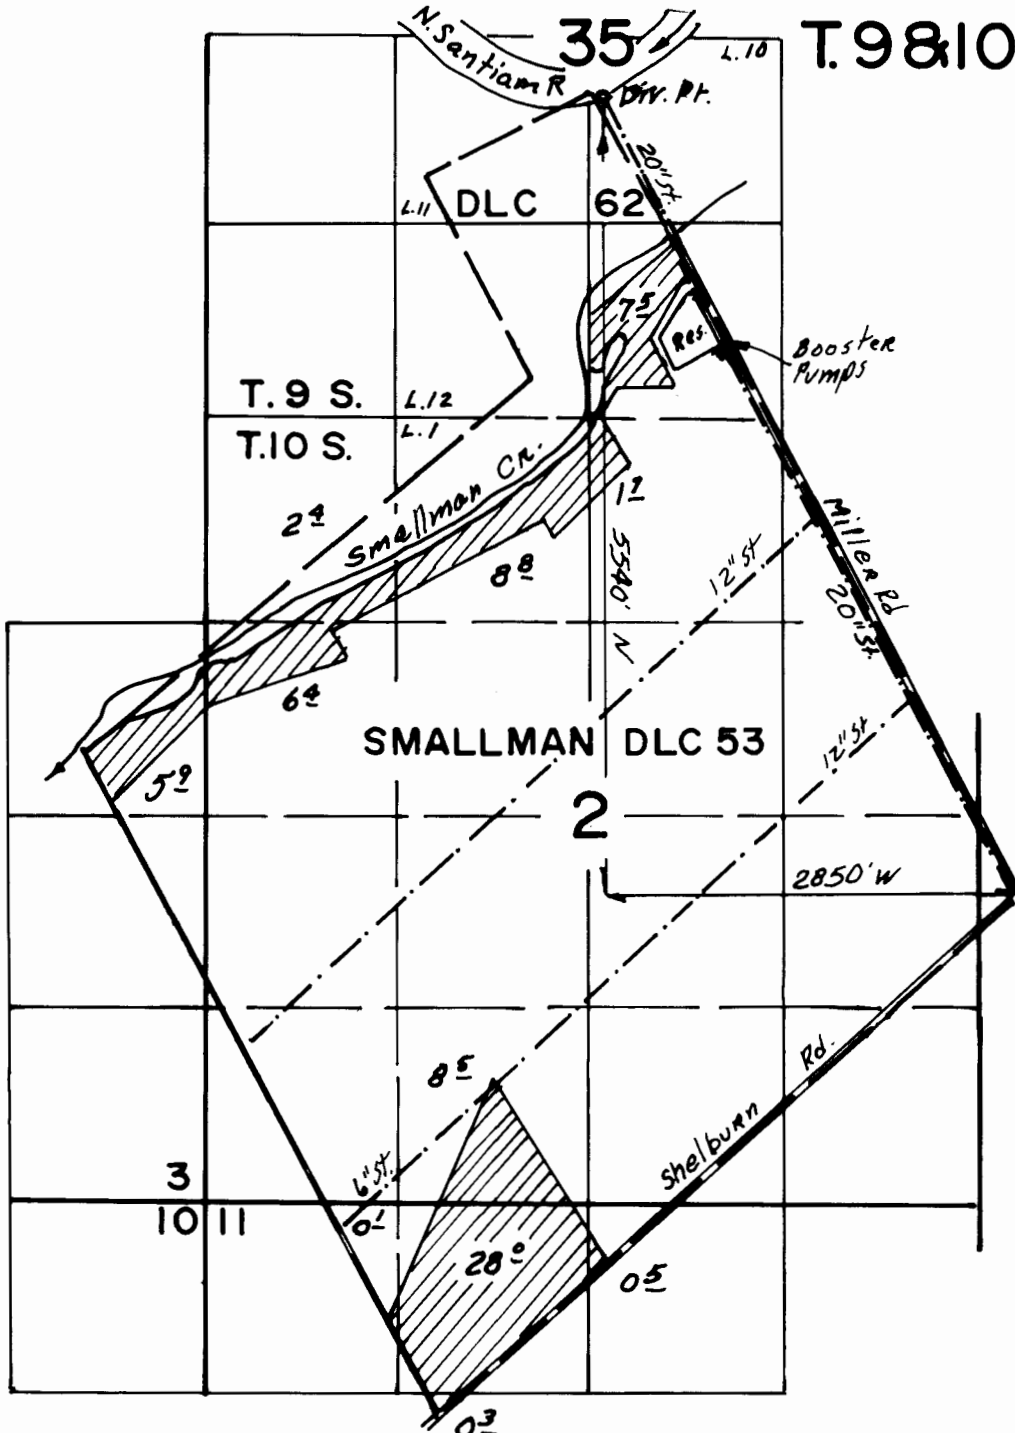 35
T. 9 & 10
N. Santiam R
L. 10
Div. Pt.
20" St.
L. 11
DLC 62
7 5
Res.
Booster
Pumps
T. 9 S.
L. 12
T. 10 S.
L. 1
Smallman Cr.
1 7
2 4
8 8
5540' N
12" St
Miller Rd
20" St.
6 4
SMALLMAN DLC 53
12" St
5 9
2
2850' W
8 5
Shelburn Rd.
3
6" St.
10 11
0 1
28 0
0 5
0 3